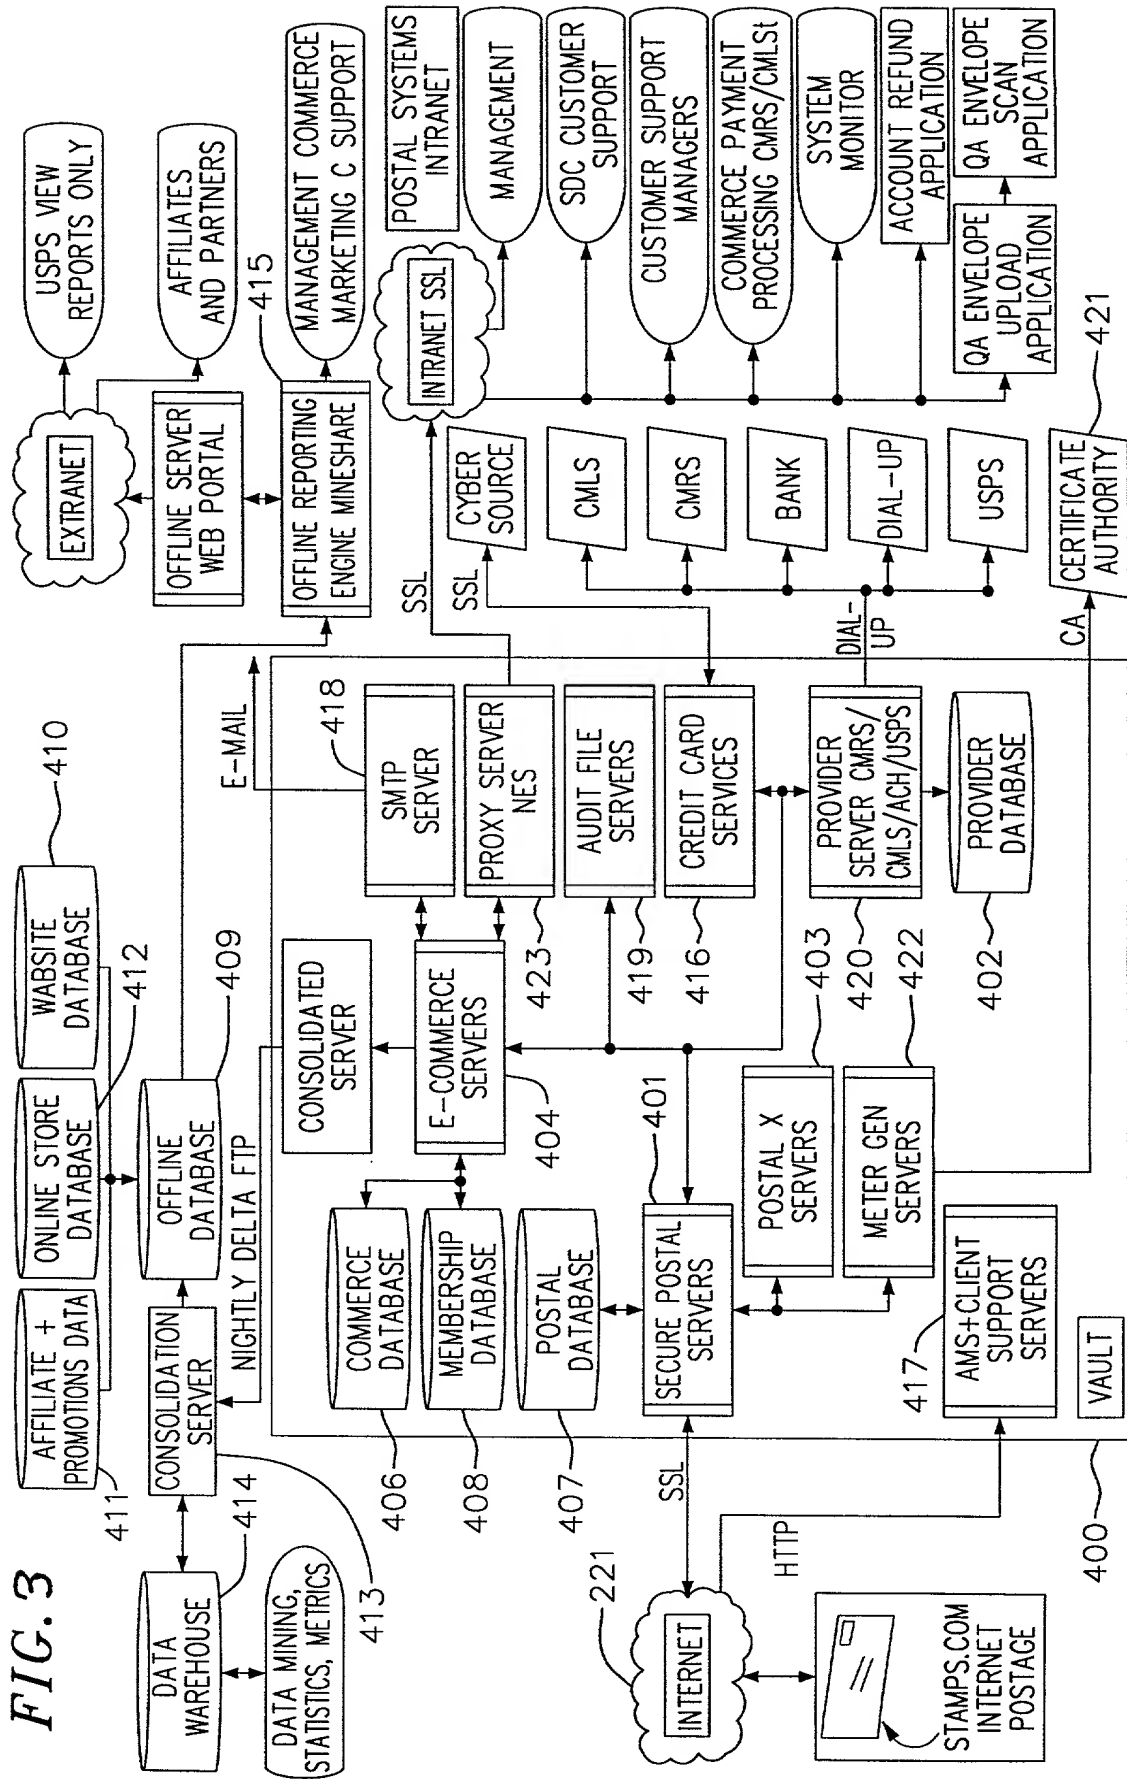 FIG.3
AFFILIATE +
PROMOTIONS DATA
411
ONLINE STORE
DATABASE
412
WABSITE
DATABASE
410
DATA
WAREHOUSE
414
DATA MINING,
STATISTICS, METRICS
CONSOLIDATION
SERVER
413
OFFLINE
DATABASE
409
NIGHTLY DELTA FTP
EXTRANET
USPS VIEW
REPORTS ONLY
AFFILIATES
AND PARTNERS
OFFLINE SERVER
WEB PORTAL
OFFLINE REPORTING
ENGINE MINESHARE
415
MANAGEMENT COMMERCE
MARKETING C SUPPORT
E-MAIL
CONSOLIDATED
SERVER
SMTP
SERVER
418
COMMERCE
DATABASE
406
MEMBERSHIP
DATABASE
408
E-COMMERCE
SERVERS
404
PROXY SERVER
NES
423
POSTAL
DATABASE
407
AUDIT FILE
SERVERS
419
SSL
SSL
INTRANET SSL
POSTAL SYSTEMS
INTRANET
MANAGEMENT
SDC CUSTOMER
SUPPORT
CUSTOMER SUPPORT
MANAGERS
COMMERCE PAYMENT
PROCESSING CMRS/CMLSt
SYSTEM
MONITOR
ACCOUNT REFUND
APPLICATION
QA ENVELOPE
UPLOAD
APPLICATION
QA ENVELOPE
SCAN
APPLICATION
CYBER
SOURCE
CMLS
CMRS
BANK
DIAL-UP
USPS
CERTIFICATE
AUTHORITY
421
CA
DIAL-
UP
SECURE POSTAL
SERVERS
401
CREDIT CARD
SERVICES
416
POSTAL X
SERVERS
403
PROVIDER
SERVER CMRS/
CMLS/ACH/USPS
420
METER GEN
SERVERS
422
PROVIDER
DATABASE
402
AMS+CLIENT
SUPPORT
SERVERS
417
VAULT
400
SSL
HTTP
INTERNET
221
STAMPS.COM
INTERNET
POSTAGE